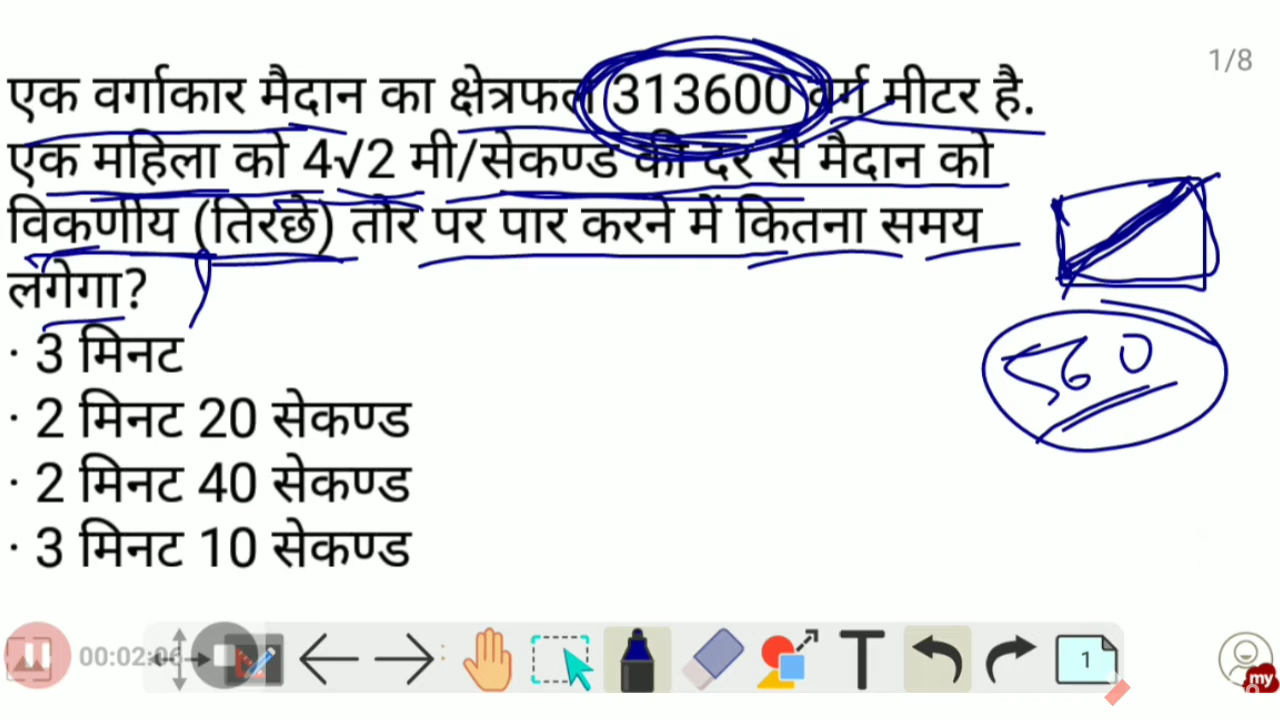 1/8
एक वर्गाकार मैदान का क्षेत्रफल 313600 वर्ग मीटर है.
एक महिला को 4√2 मी/सेकण्ड की दर से मैदान को
विकर्णीय (तिरछे) तौर पर पार करने में कितना समय
लगेगा?
560
· 3 मिनट
· 2 मिनट 20 सेकण्ड
· 2 मिनट 40 सेकण्ड
· 3 मिनट 10 सेकण्ड
00:02:06
T
1
my